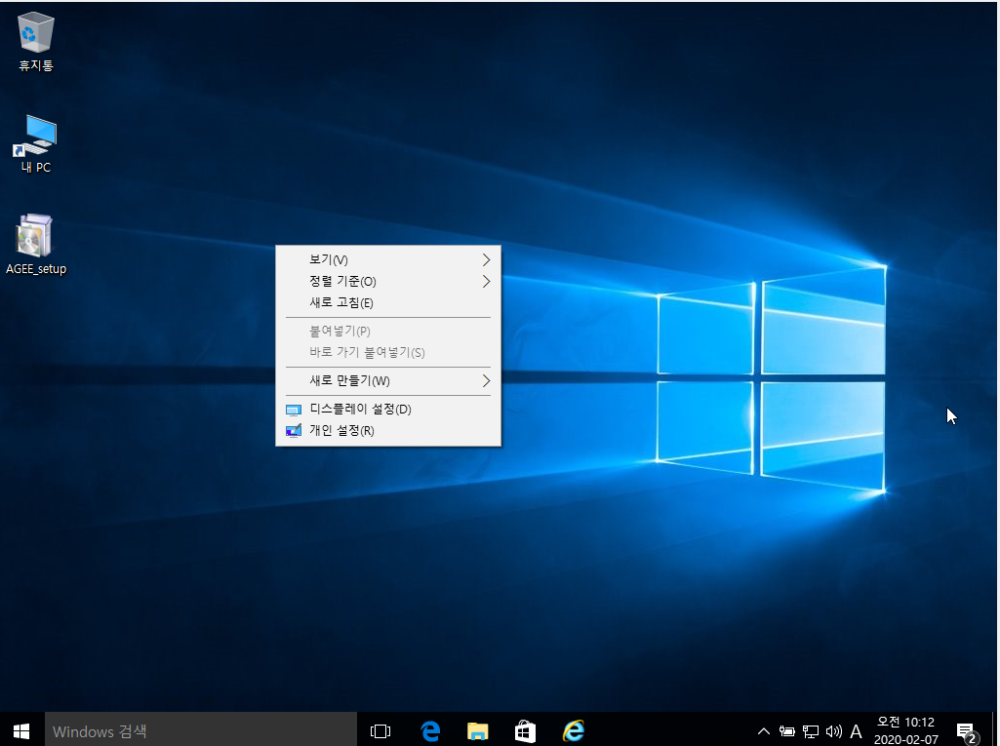 휴지통
내 PC
AGEE_setup
보기(V)
정렬 기준(O)
새로 고침(E)
붙여넣기(P)
바로 가기 붙여넣기(S)
새로 만들기(W)
디스플레이 설정(D)
개인 설정(R)
Windows 검색
A
오전 10:12
2020-02-07
2